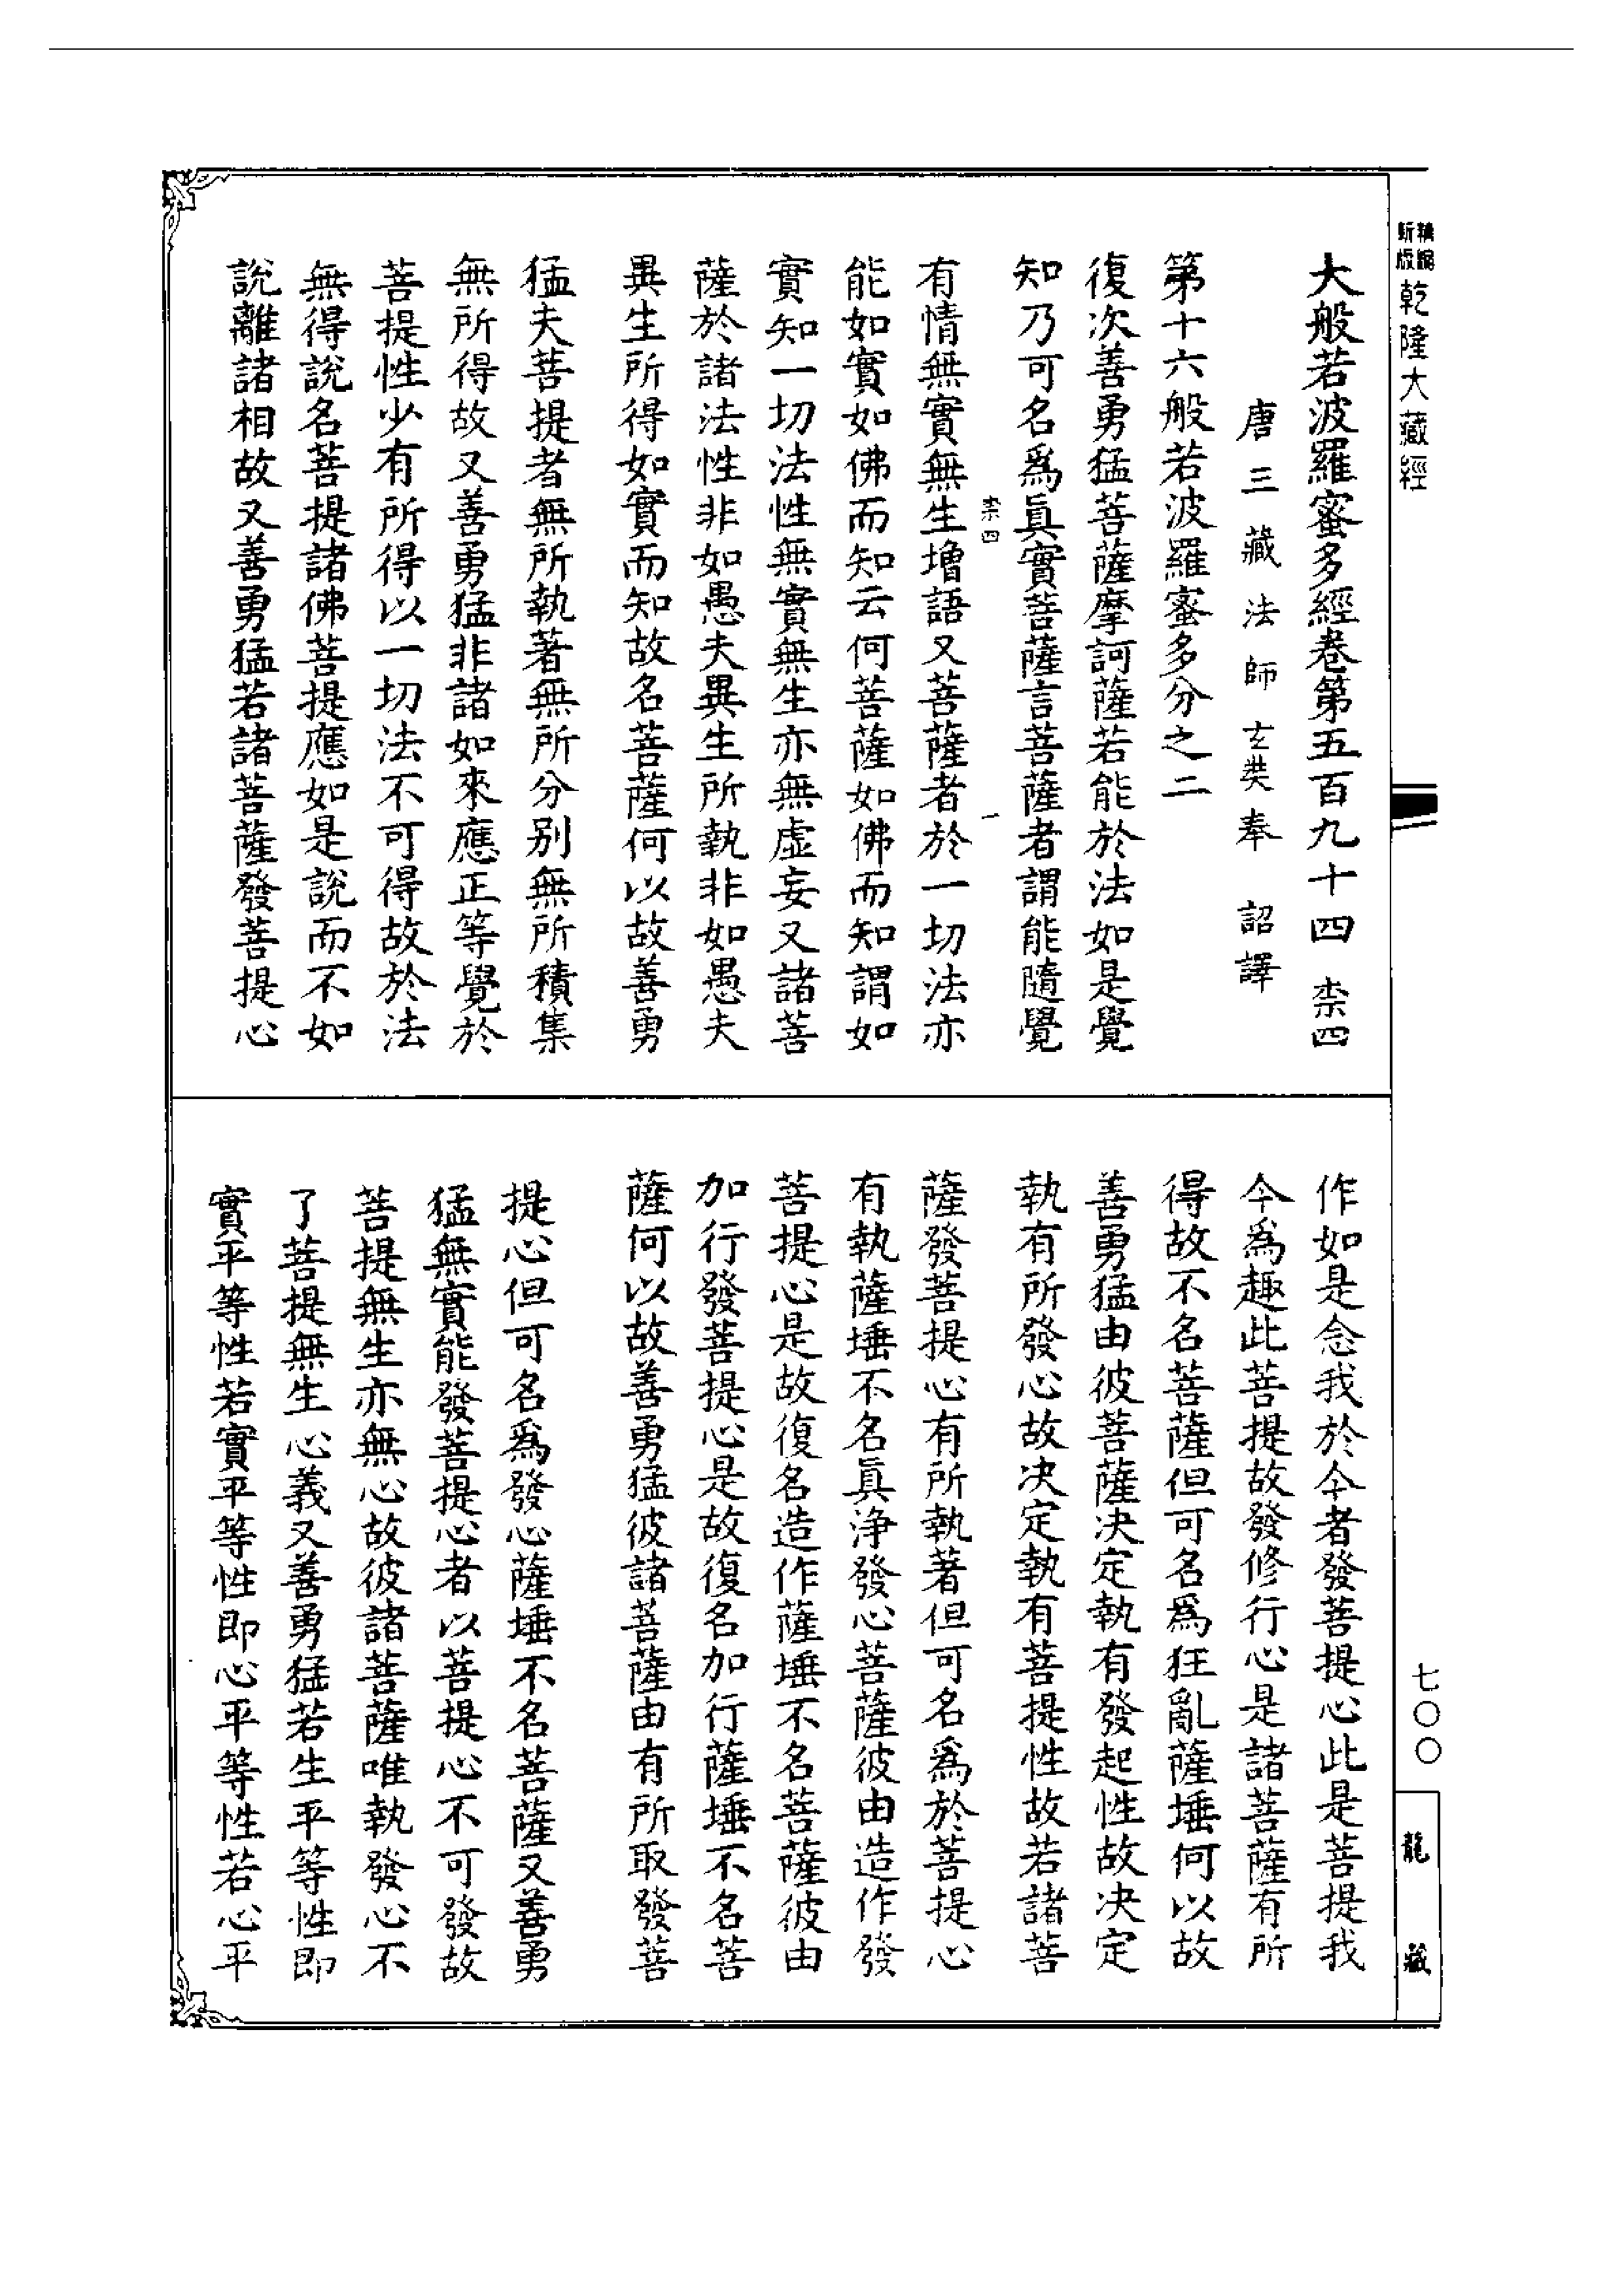 新編
縮版
乾隆大藏經
大般若波羅蜜多經卷第五百九十四 柰四
唐三藏法師玄奘奉 詔譯
第十六般若波羅蜜多分之二
復次善勇猛菩薩摩訶薩若能於法如是覺
知乃可名爲眞實菩薩言菩薩者謂能隨覺
柰四 一
有情無實無生增語又菩薩者於一切法亦
能如實如佛而知云何菩薩如佛而知謂如
實知一切法性無實無生亦無虛妄又諸菩
薩於諸法性非如愚夫異生所執非如愚夫
異生所得如實而知故名菩薩何以故善勇
猛夫菩提者無所執著無所分別無所積集
無所得故又善勇猛非諸如來應正等覺於
菩提性少有所得以一切法不可得故於法
無得說名菩提諸佛菩提應如是說而不如
說離諸相故又善勇猛若諸菩薩發菩提心
作如是念我於今者發菩提心此是菩提我
今爲趣此菩提故發修行心是諸菩薩有所
得故不名菩薩但可名爲狂亂薩埵何以故
善勇猛由彼菩薩決定執有發起性故決定
執有所發心故決定執有菩提性故若諸菩
薩發菩提心有所執著但可名爲於菩提心
有執薩埵不名眞淨發心菩薩彼由造作發
菩提心是故復名造作薩埵不名菩薩彼由
加行發菩提心是故復名加行薩埵不名菩
薩何以故善勇猛彼諸菩薩由有所取發菩
提心但可名爲發心薩埵不名菩薩又善勇
猛無實能發菩提心者以菩提心不可發故
菩提無生亦無心故彼諸菩薩唯執發心不
了菩提無生心義又善勇猛若生平等性即
實平等性若實平等性即心平等性若心平
七〇〇
龍藏